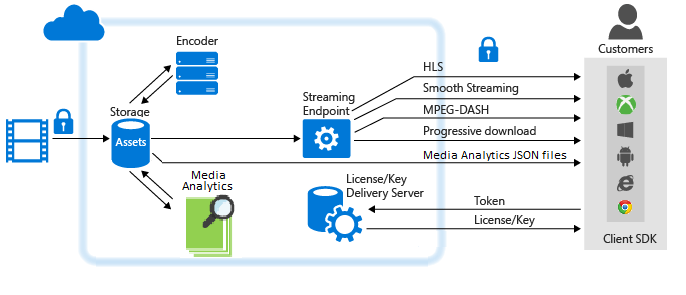 Encoder
Customers
HLS
Smooth Streaming
Streaming
Endpoint
MPEG-DASH
Progressive download
Storage
Assets
Media Analytics JSON files
Media
Analytics
License/Key
Delivery Server
Token
License/Key
Client SDK